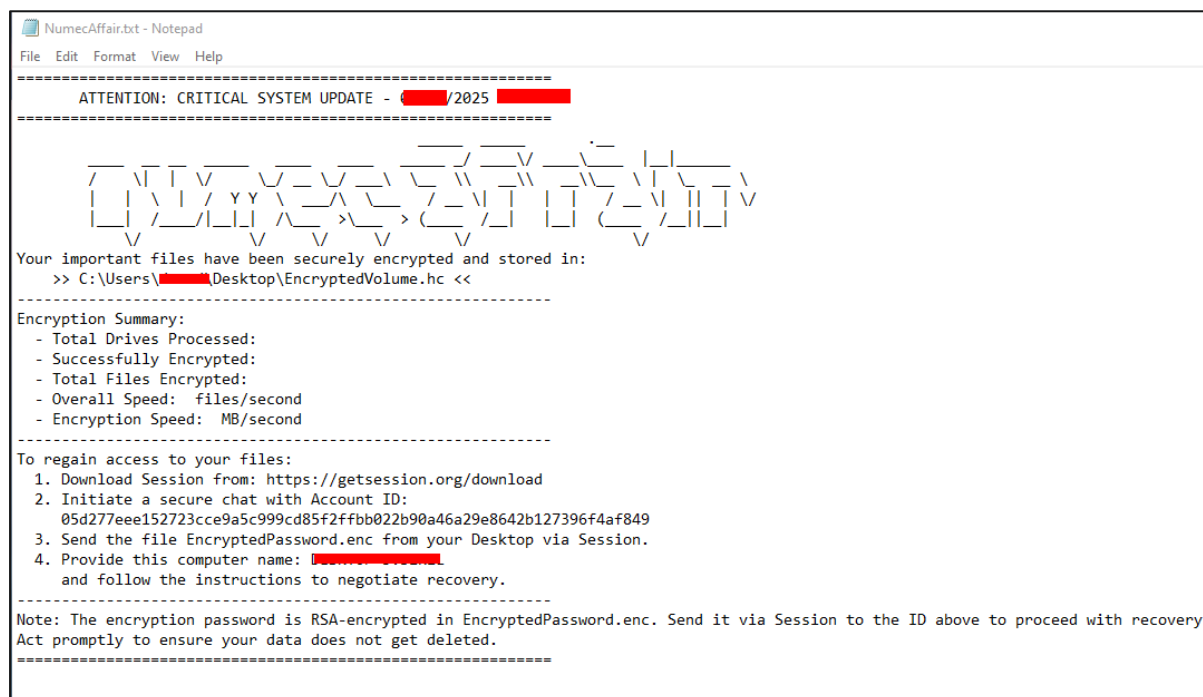 NumecAffair.txt - Notepad
File Edit Format View Help
==========================================================
ATTENTION: CRITICAL SYSTEM UPDATE - /2025
==========================================================
numecaffair
Your important files have been securely encrypted and stored in:
>> C:\Users\ \Desktop\EncryptedVolume.hc <<
----------------------------------------------------------
Encryption Summary:
- Total Drives Processed:
- Successfully Encrypted:
- Total Files Encrypted:
- Overall Speed:  files/second
- Encryption Speed:  MB/second
----------------------------------------------------------
To regain access to your files:
1. Download Session from: https://getsession.org/download
2. Initiate a secure chat with Account ID:
05d277eee152723cce9a5c999cd85f2ffbb022b90a46a29e8642b127396f4af849
3. Send the file EncryptedPassword.enc from your Desktop via Session.
4. Provide this computer name:
and follow the instructions to negotiate recovery.
----------------------------------------------------------
Note: The encryption password is RSA-encrypted in EncryptedPassword.enc. Send it via Session to the ID above to proceed with recovery
Act promptly to ensure your data does not get deleted.
==========================================================